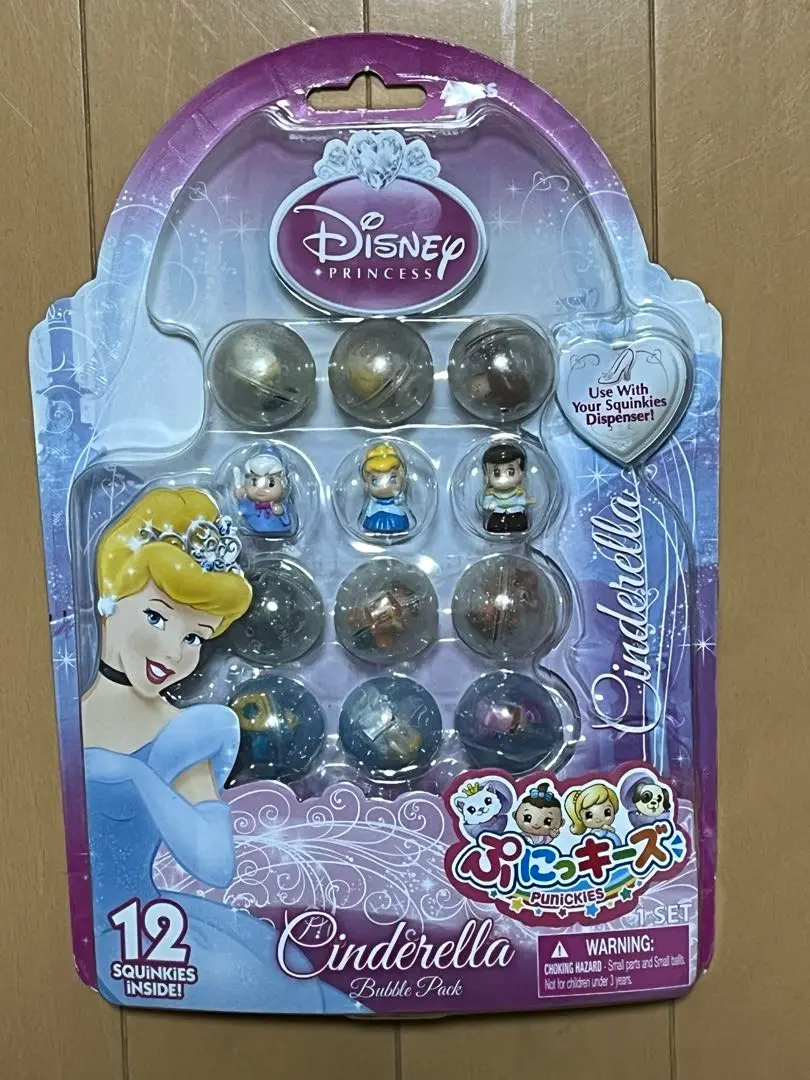 Disney
PRINCESS
Use With
Your Squinkies
Dispenser!
Cinderella
ぷにっキーズ
PUNiCKiES
1 SET
12
SQUiNKiES
iNSiDE!
Cinderella
Bubble Pack
WARNING:
CHOKING HAZARD - Small parts and Small balls.
Not for children under 3 years.